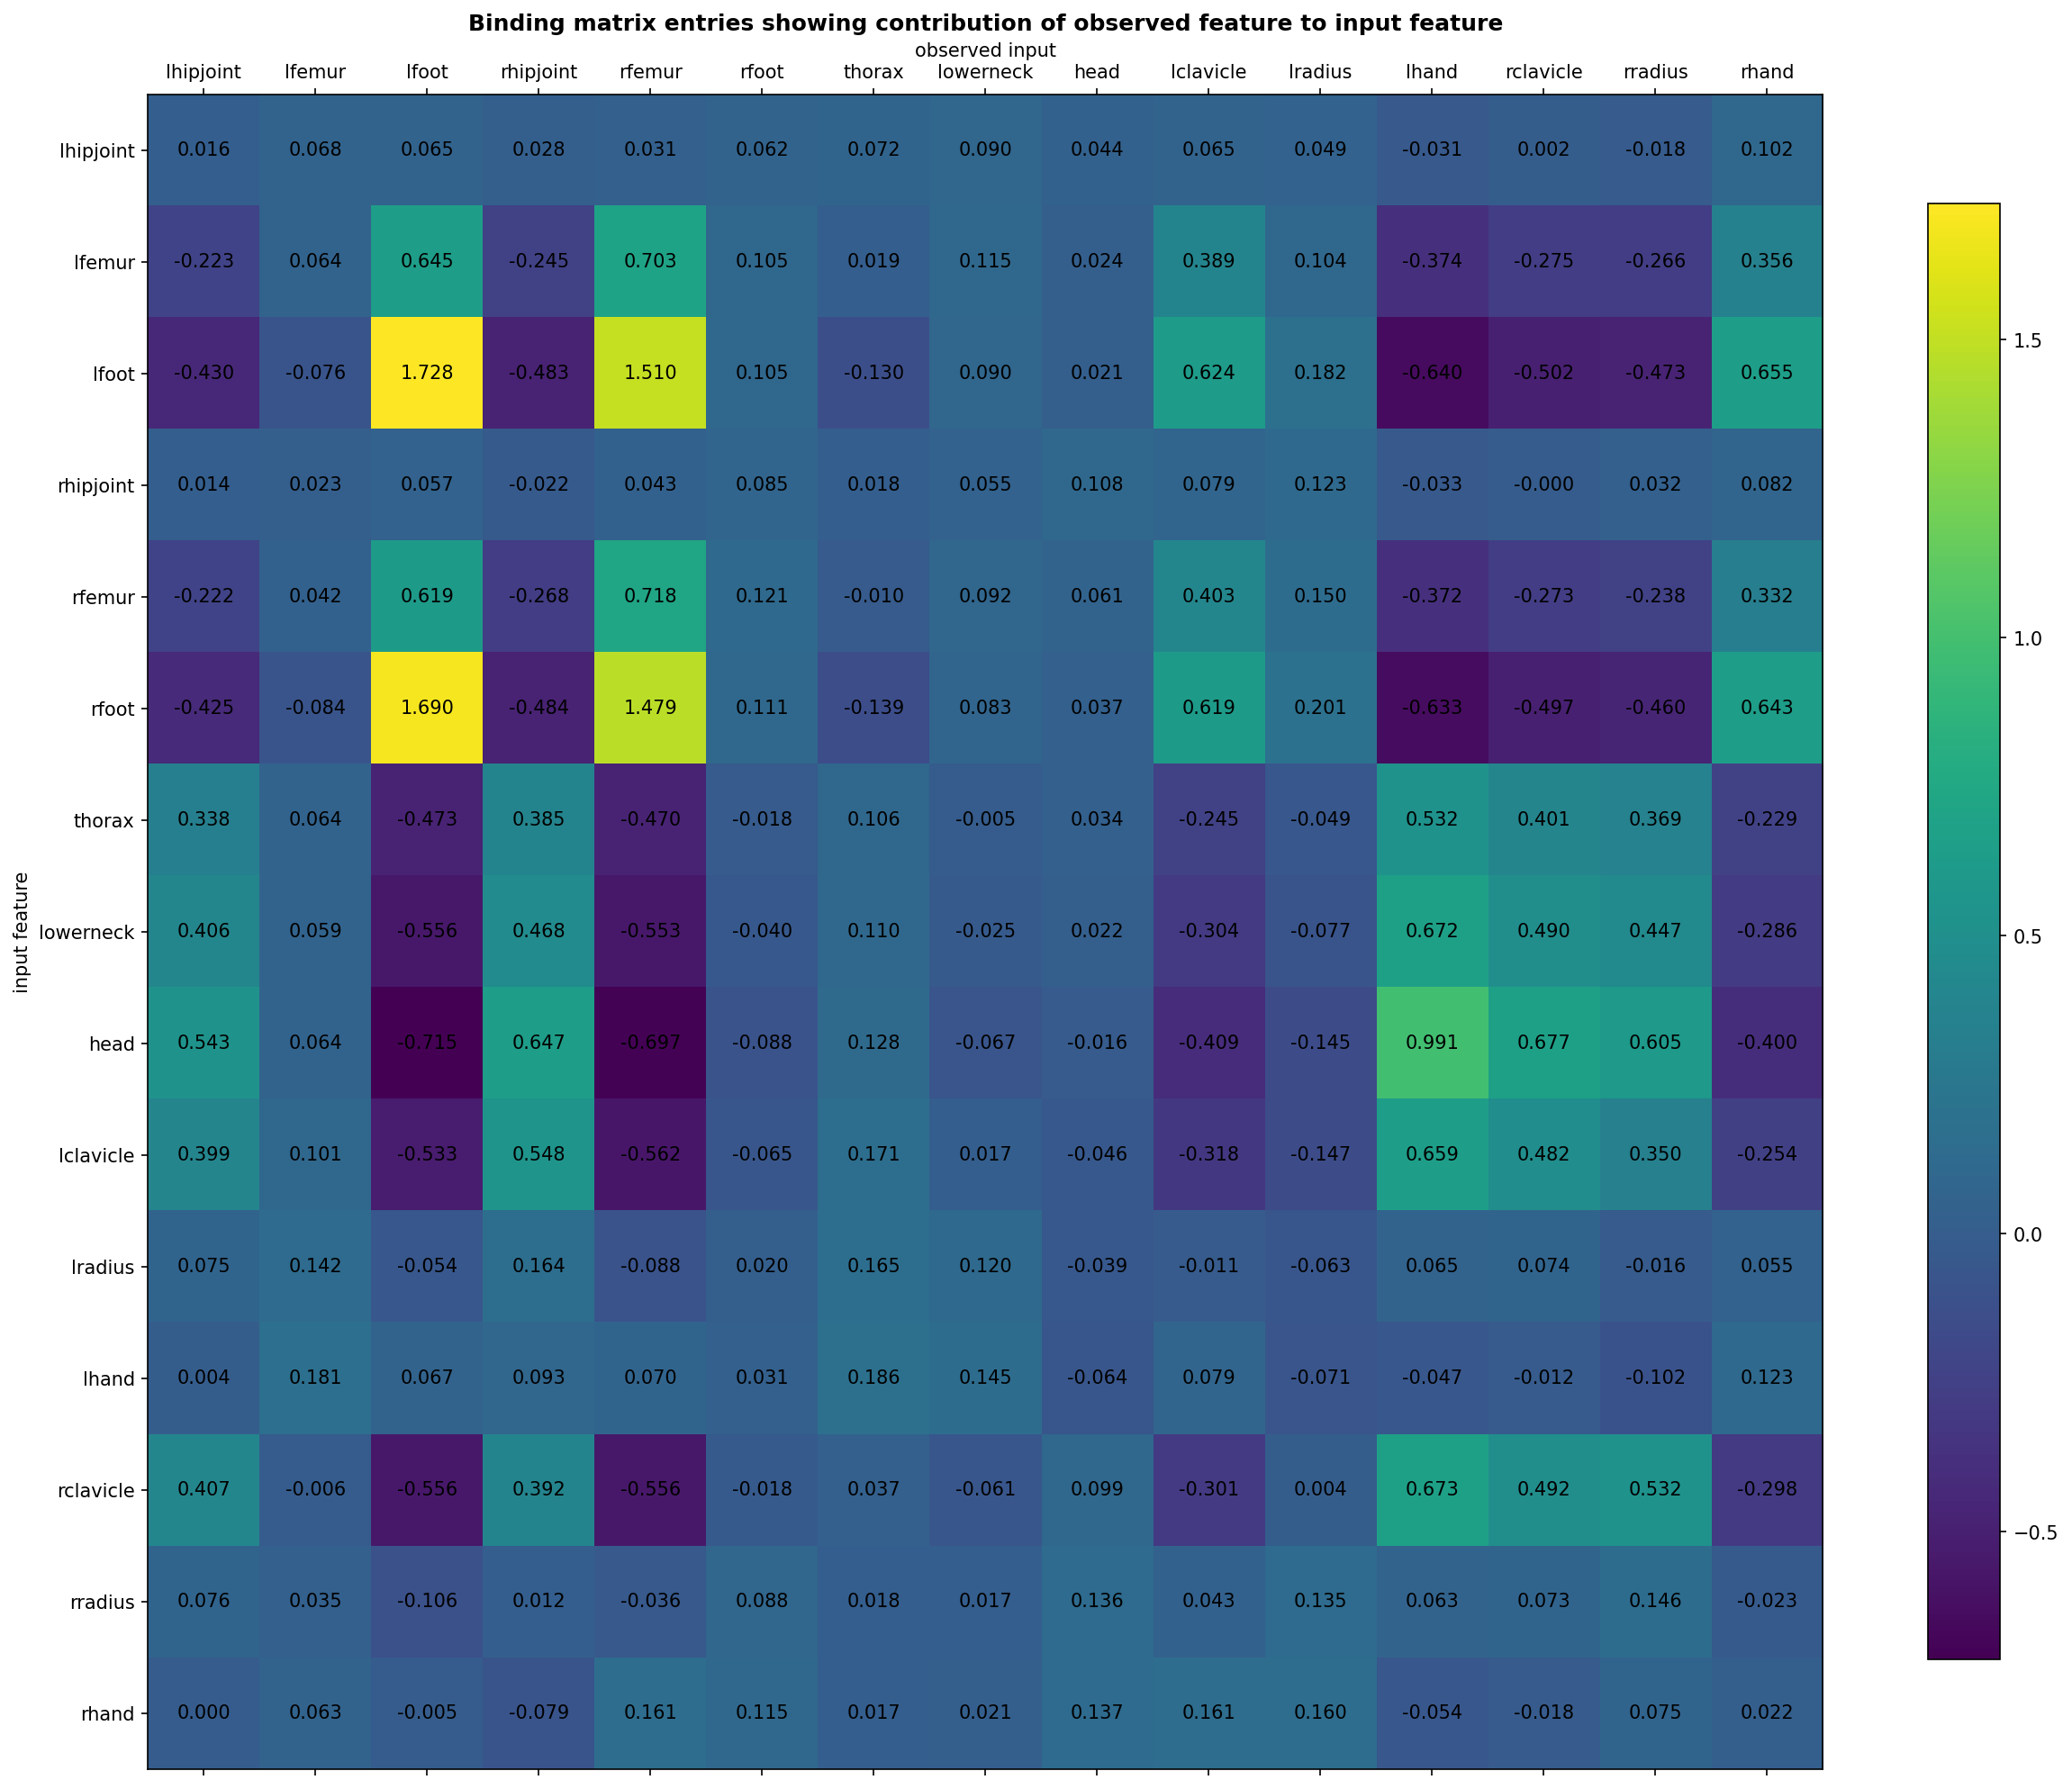 Binding matrix entries showing contribution of observed feature to input feature
observed input
lhipjoint lfemur lfoot rhipjoint rfemur rfoot thorax lowerneck head lclavicle lradius lhand rclavicle rradius rhand
lhipjoint 0.016 0.068 0.065 0.028 0.031 0.062 0.072 0.090 0.044 0.065 0.049 -0.031 0.002 -0.018 0.102
lfemur -0.223 0.064 0.645 -0.245 0.703 0.105 0.019 0.115 0.024 0.389 0.104 -0.374 -0.275 -0.266 0.356
lfoot -0.430 -0.076 1.728 -0.483 1.510 0.105 -0.130 0.090 0.021 0.624 0.182 -0.640 -0.502 -0.473 0.655
rhipjoint 0.014 0.023 0.057 -0.022 0.043 0.085 0.018 0.055 0.108 0.079 0.123 -0.033 -0.000 0.032 0.082
rfemur -0.222 0.042 0.619 -0.268 0.718 0.121 -0.010 0.092 0.061 0.403 0.150 -0.372 -0.273 -0.238 0.332
rfoot -0.425 -0.084 1.690 -0.484 1.479 0.111 -0.139 0.083 0.037 0.619 0.201 -0.633 -0.497 -0.460 0.643
thorax 0.338 0.064 -0.473 0.385 -0.470 -0.018 0.106 -0.005 0.034 -0.245 -0.049 0.532 0.401 0.369 -0.229
lowerneck 0.406 0.059 -0.556 0.468 -0.553 -0.040 0.110 -0.025 0.022 -0.304 -0.077 0.672 0.490 0.447 -0.286
head 0.543 0.064 -0.715 0.647 -0.697 -0.088 0.128 -0.067 -0.016 -0.409 -0.145 0.991 0.677 0.605 -0.400
lclavicle 0.399 0.101 -0.533 0.548 -0.562 -0.065 0.171 0.017 -0.046 -0.318 -0.147 0.659 0.482 0.350 -0.254
lradius 0.075 0.142 -0.054 0.164 -0.088 0.020 0.165 0.120 -0.039 -0.011 -0.063 0.065 0.074 -0.016 0.055
lhand 0.004 0.181 0.067 0.093 0.070 0.031 0.186 0.145 -0.064 0.079 -0.071 -0.047 -0.012 -0.102 0.123
rclavicle 0.407 -0.006 -0.556 0.392 -0.556 -0.018 0.037 -0.061 0.099 -0.301 0.004 0.673 0.492 0.532 -0.298
rradius 0.076 0.035 -0.106 0.012 -0.036 0.088 0.018 0.017 0.136 0.043 0.135 0.063 0.073 0.146 -0.023
rhand 0.000 0.063 -0.005 -0.079 0.161 0.115 0.017 0.021 0.137 0.161 0.160 -0.054 -0.018 0.075 0.022
input feature
1.5
1.0
0.5
0.0
−0.5